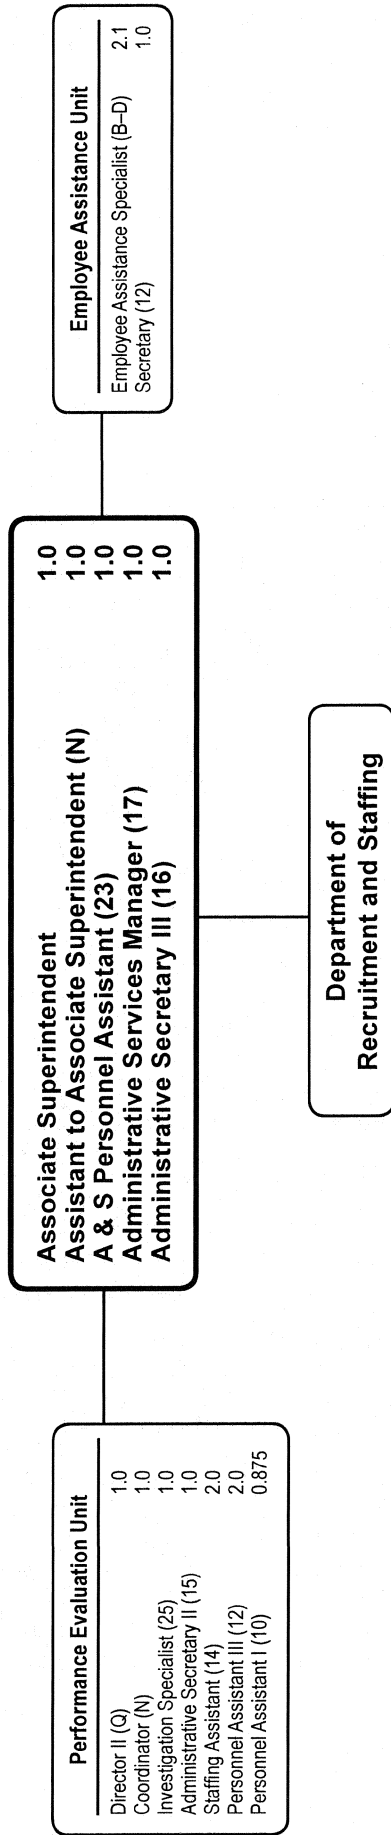 Associate Superintendent 1.0
Assistant to Associate Superintendent (N) 1.0
A & S Personnel Assistant (23) 1.0
Administrative Services Manager (17) 1.0
Administrative Secretary III (16) 1.0
Performance Evaluation Unit
Director II (Q) 1.0
Coordinator (N) 1.0
Investigation Specialist (25) 1.0
Administrative Secretary II (15) 1.0
Staffing Assistant (14) 2.0
Personnel Assistant III (12) 2.0
Personnel Assistant I (10) 0.875
Employee Assistance Unit
Employee Assistance Specialist (B–D) 2.1
Secretary (12) 1.0
Department of
Recruitment and Staffing